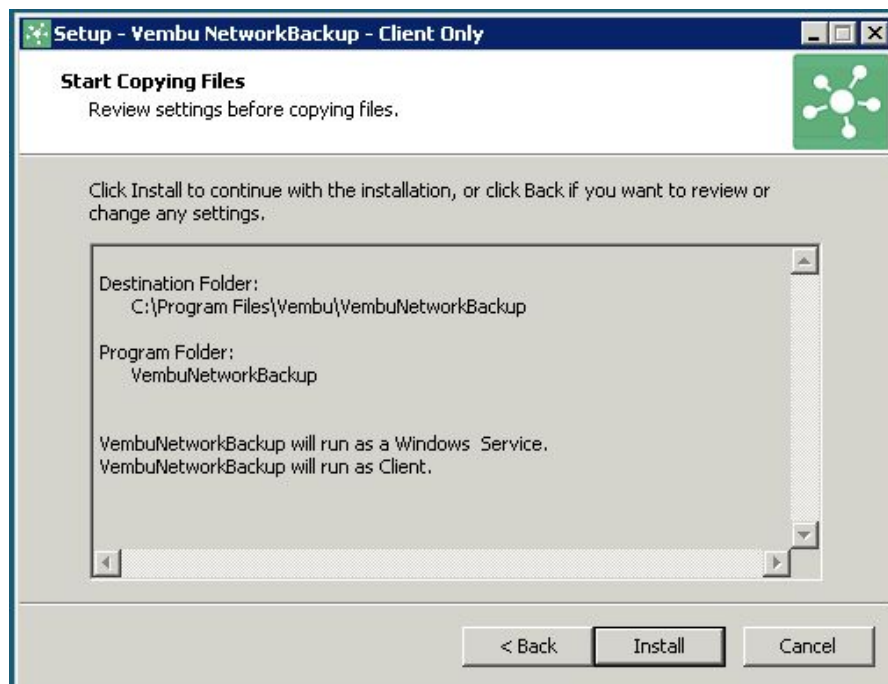 Setup - Vembu NetworkBackup - Client Only
Start Copying Files
Review settings before copying files.
Click Install to continue with the installation, or click Back if you want to review or
change any settings.
Destination Folder:
C:\Program Files\Vembu\VembuNetworkBackup
Program Folder:
VembuNetworkBackup
VembuNetworkBackup will run as a Windows  Service.
VembuNetworkBackup will run as Client.
< Back
Install
Cancel